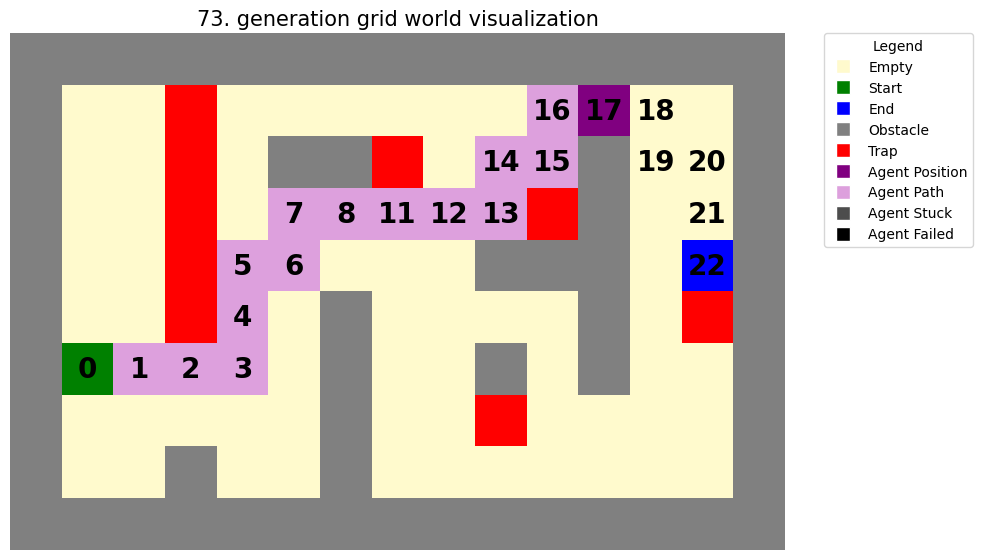 73. generation grid world visualization
16 17 18
14 15 19 20
7 8 11 12 13 21
5 6 22
4
0 1 2 3
Legend
Empty
Start
End
Obstacle
Trap
Agent Position
Agent Path
Agent Stuck
Agent Failed